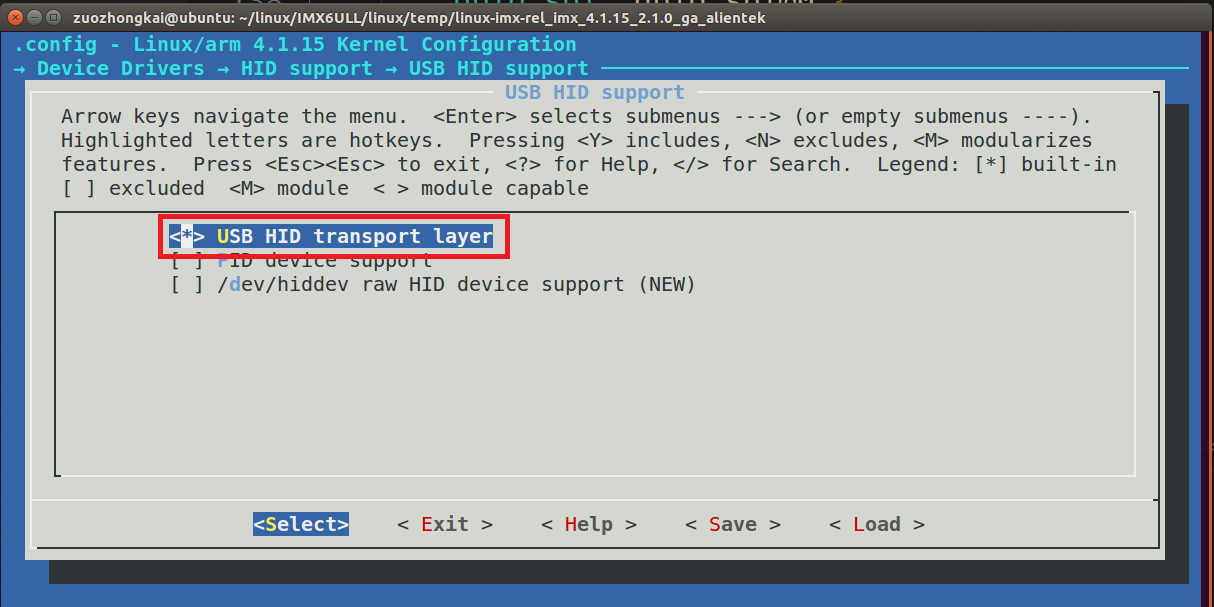 zuozhongkai@ubuntu: ~/linux/IMX6ULL/linux/temp/linux-imx-rel_imx_4.1.15_2.1.0_ga_alientek
.config - Linux/arm 4.1.15 Kernel Configuration
→ Device Drivers → HID support → USB HID support
USB HID support
Arrow keys navigate the menu.  <Enter> selects submenus ---> (or empty submenus ----).
Highlighted letters are hotkeys.  Pressing <Y> includes, <N> excludes, <M> modularizes
features.  Press <Esc><Esc> to exit, <?> for Help, </> for Search.  Legend: [*] built-in
[ ] excluded  <M> module  < > module capable
<*> USB HID transport layer
[ ] PID device support
[ ] /dev/hiddev raw HID device support (NEW)
<Select>    < Exit >    < Help >    < Save >    < Load >